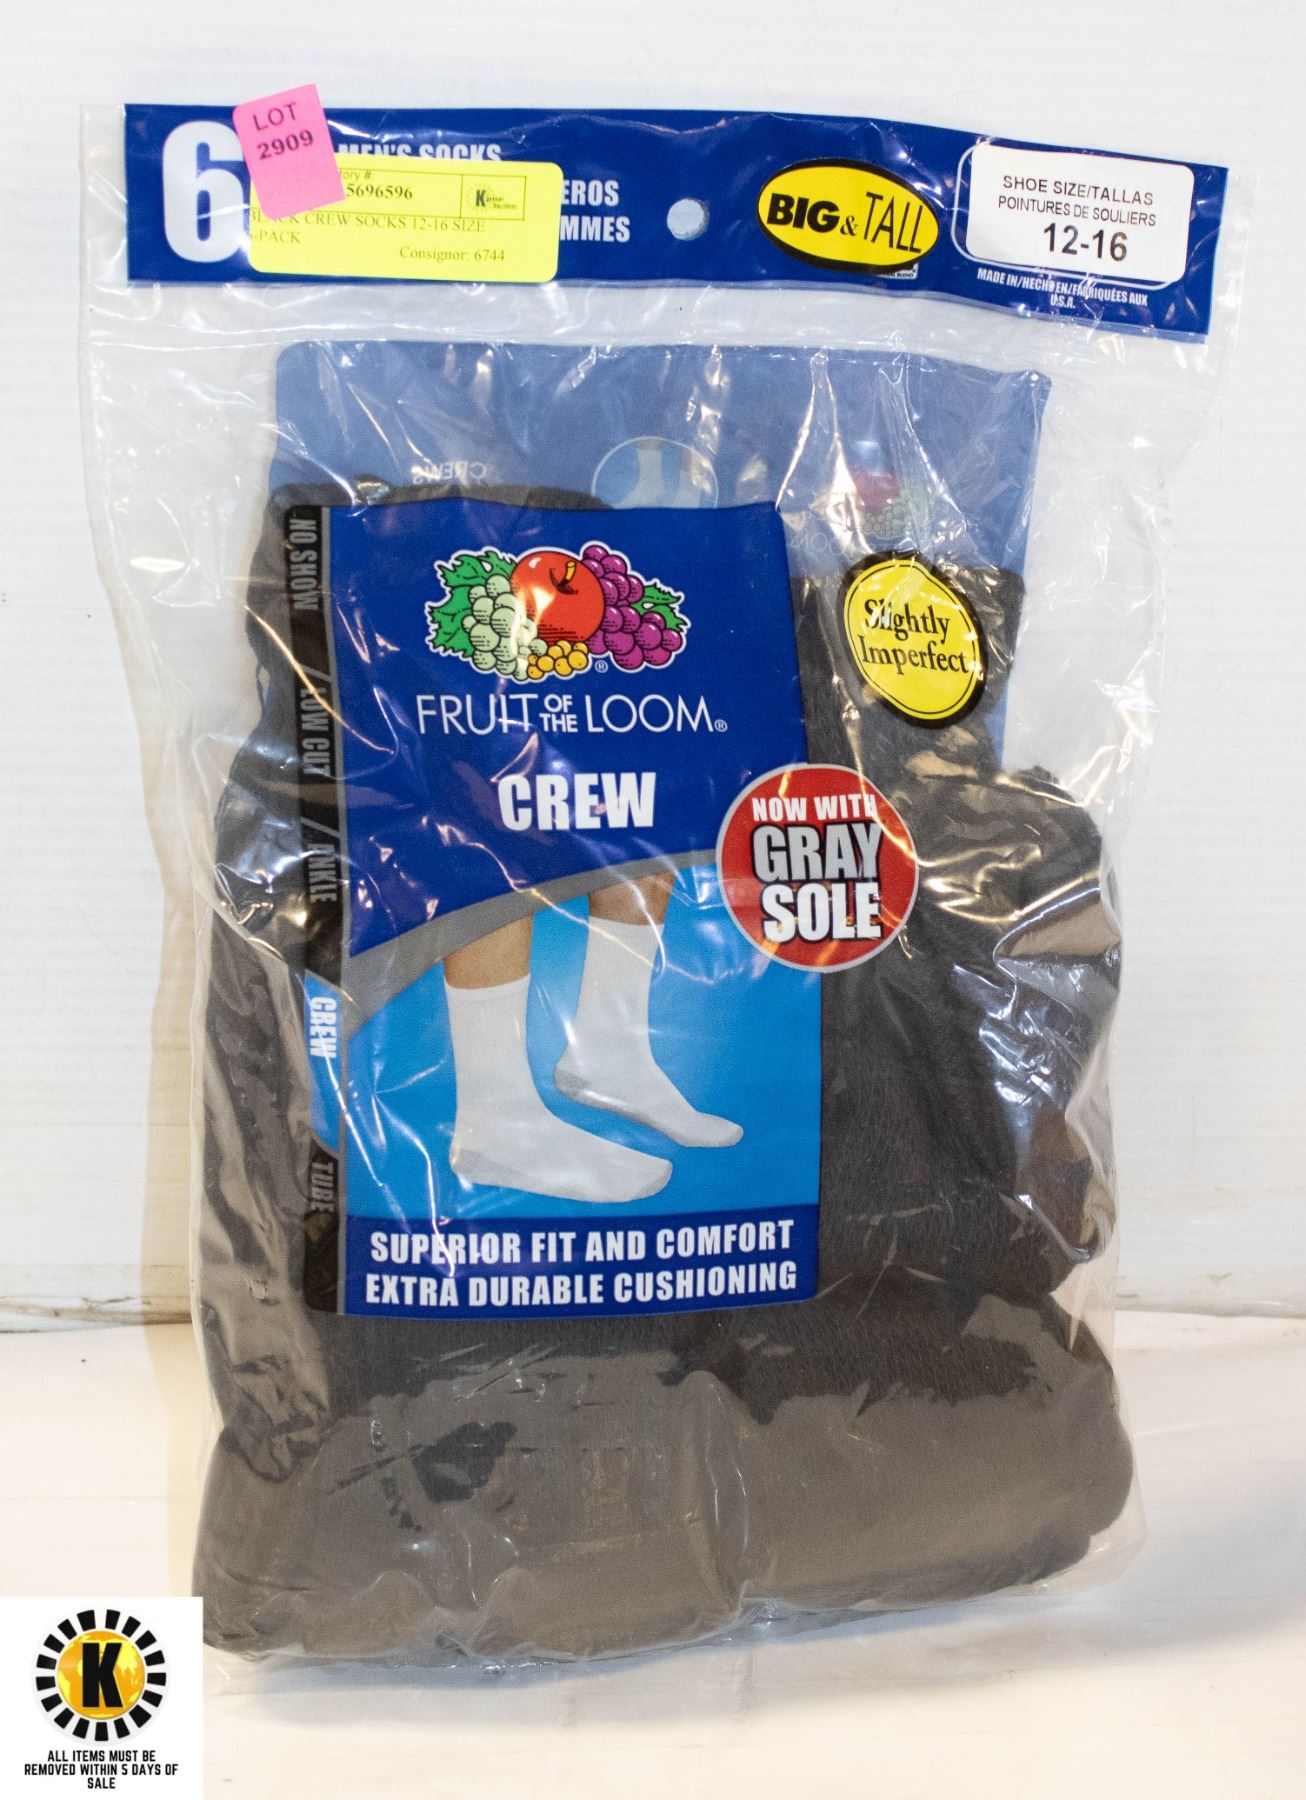 6
LOT
2909
MEN'S SOCKS
EROS
MMES
5696596
K
CREW SOCKS 12-16 SIZE
-PACK
Consignor: 6744
BIG & TALL
SHOE SIZE/TALLAS
POINTURES DE SOULIERS
12-16
MADE IN/HECHO EN/FABRIQUÉES AUX
U.S.A.
CREWS
NO SHOW / LOW CUT / ANKLE
CREW
TUBE
FRUIT OF THE LOOM®
CREW
Slightly
Imperfect
NOW WITH
GRAY
SOLE
SUPERIOR FIT AND COMFORT
EXTRA DURABLE CUSHIONING
K
ALL ITEMS MUST BE
REMOVED WITHIN 5 DAYS OF
SALE